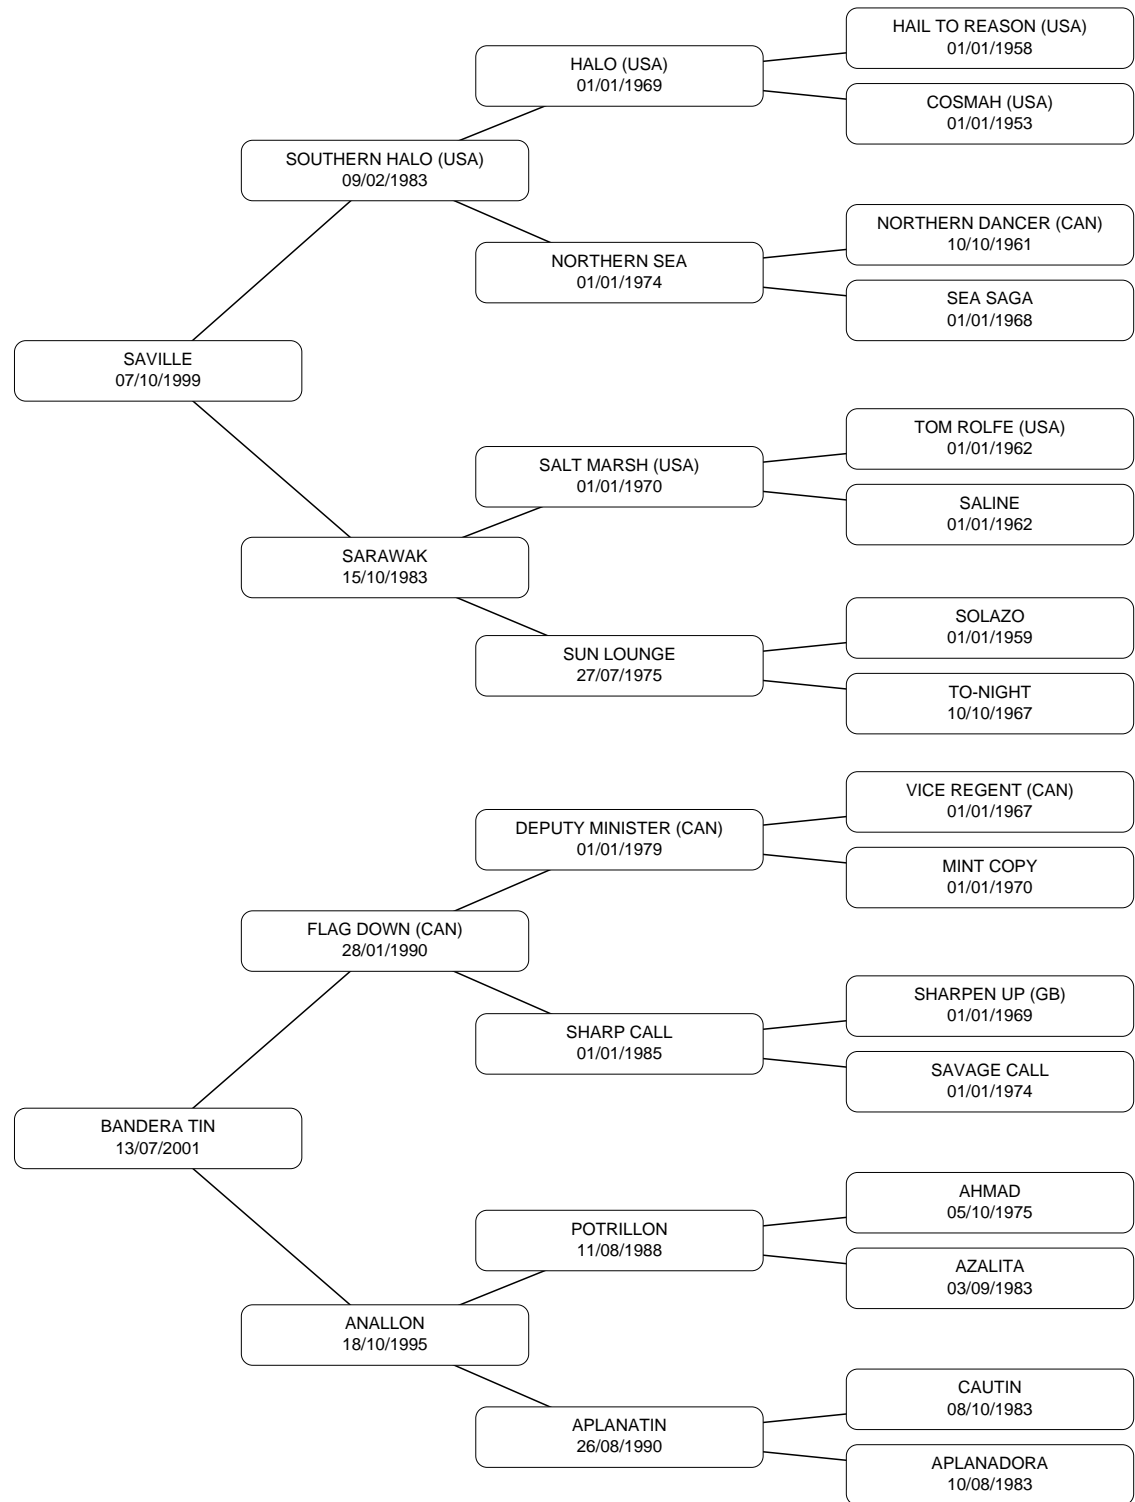 HAIL TO REASON (USA)
01/01/1958
HALO (USA)
01/01/1969
COSMAH (USA)
01/01/1953
SOUTHERN HALO (USA)
09/02/1983
NORTHERN DANCER (CAN)
10/10/1961
NORTHERN SEA
01/01/1974
SEA SAGA
01/01/1968
SAVILLE
07/10/1999
TOM ROLFE (USA)
01/01/1962
SALT MARSH (USA)
01/01/1970
SALINE
01/01/1962
SARAWAK
15/10/1983
SOLAZO
01/01/1959
SUN LOUNGE
27/07/1975
TO-NIGHT
10/10/1967
VICE REGENT (CAN)
01/01/1967
DEPUTY MINISTER (CAN)
01/01/1979
MINT COPY
01/01/1970
FLAG DOWN (CAN)
28/01/1990
SHARPEN UP (GB)
01/01/1969
SHARP CALL
01/01/1985
SAVAGE CALL
01/01/1974
BANDERA TIN
13/07/2001
AHMAD
05/10/1975
POTRILLON
11/08/1988
AZALITA
03/09/1983
ANALLON
18/10/1995
CAUTIN
08/10/1983
APLANATIN
26/08/1990
APLANADORA
10/08/1983